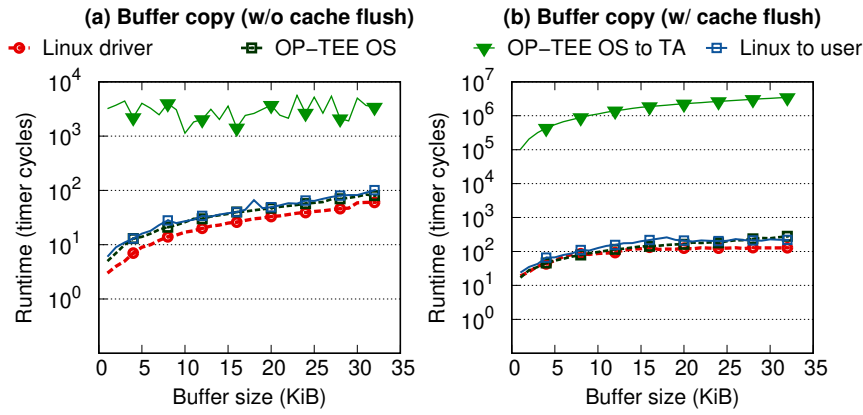 (a) Buffer copy (w/o cache flush) (b) Buffer copy (w/ cache flush)
Linux driver OP−TEE OS OP−TEE OS to TA Linux to user
Runtime (timer cycles)
10^4
10^3
10^2
10^1
10^0
0 5 10 15 20 25 30 35
Buffer size (KiB)
Runtime (timer cycles)
10^7
10^6
10^5
10^4
10^3
10^2
10^1
10^0
0 5 10 15 20 25 30 35
Buffer size (KiB)